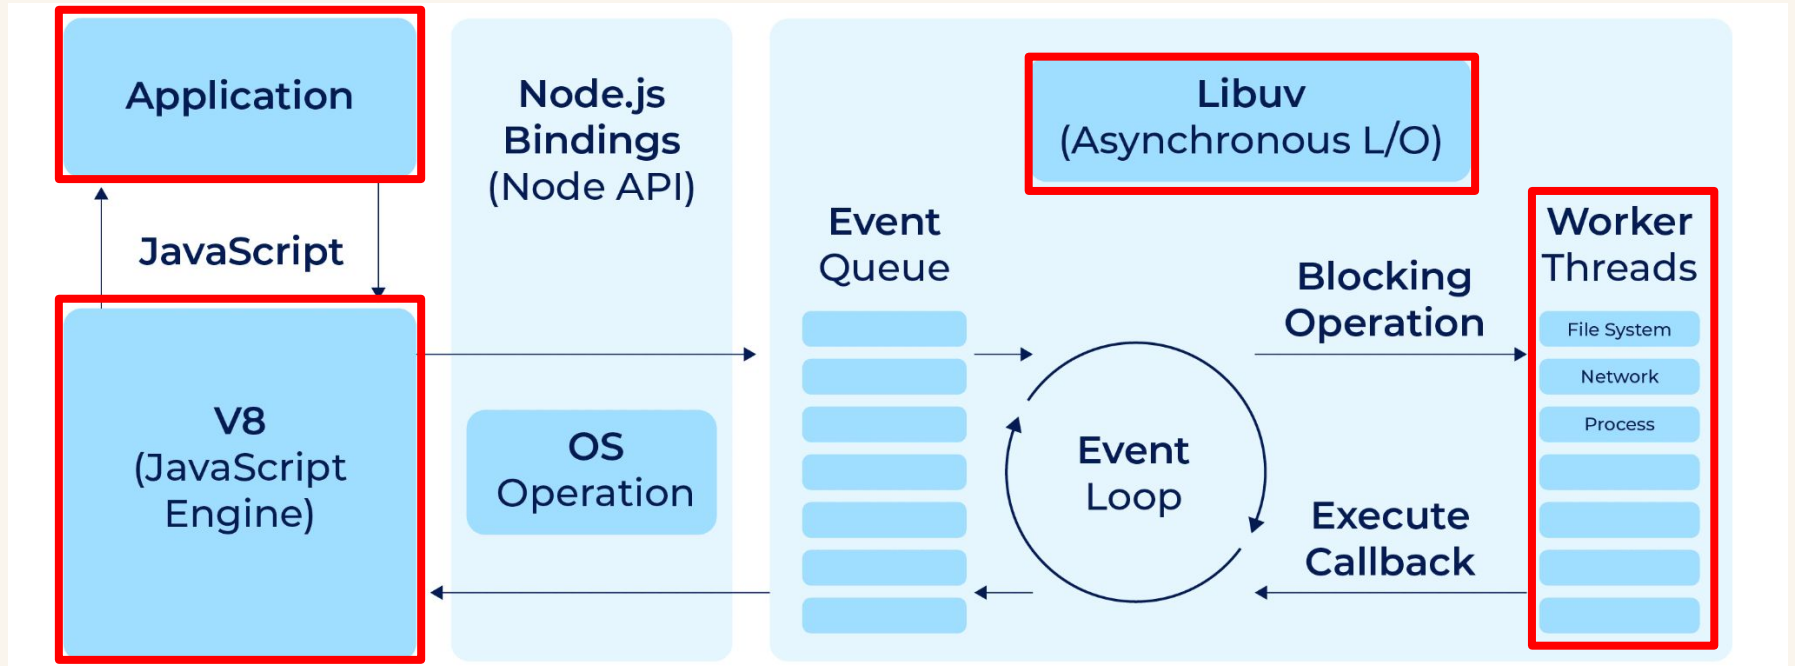 Application
JavaScript
V8
(JavaScript
Engine)
Node.js
Bindings
(Node API)
OS
Operation
Libuv
(Asynchronous L/O)
Event
Queue
Event
Loop
Blocking
Operation
Execute
Callback
Worker
Threads
File System
Network
Process